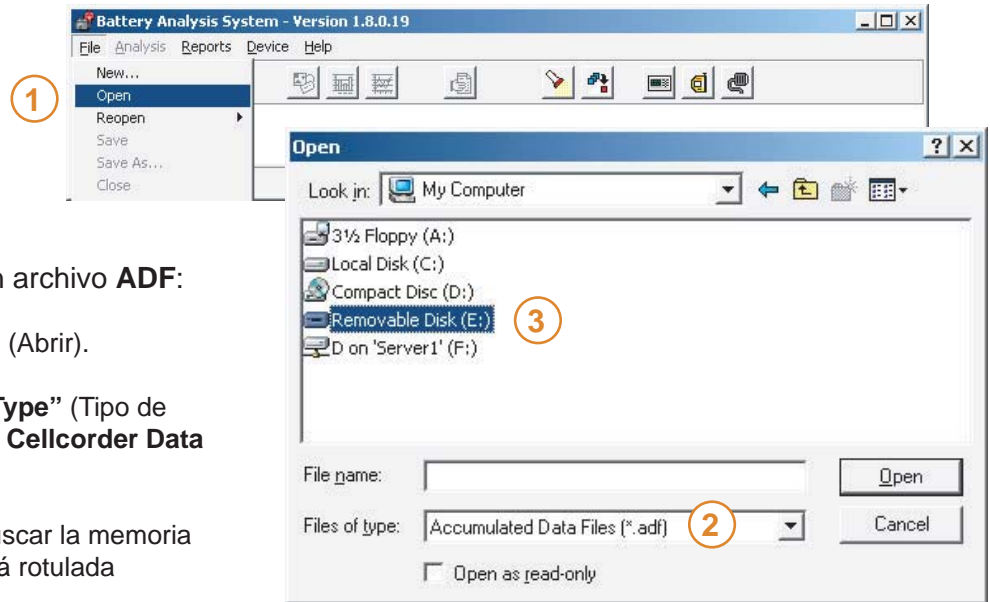 Battery Analysis System - Version 1.8.0.19
File Analysis Reports Device Help
New...
1
Open
Reopen
Save
Save As...
Close
Open
Look in: My Computer
3½ Floppy (A:)
Local Disk (C:)
Compact Disc (D:)
Removable Disk (E:)
3
D on 'Server1' (F:)
File name:
Open
Files of type: Accumulated Data Files (*.adf)
2
Cancel
Open as read-only
archivo ADF:
(Abrir).
Type” (Tipo de
Cellcorder Data
la memoria
rotulada